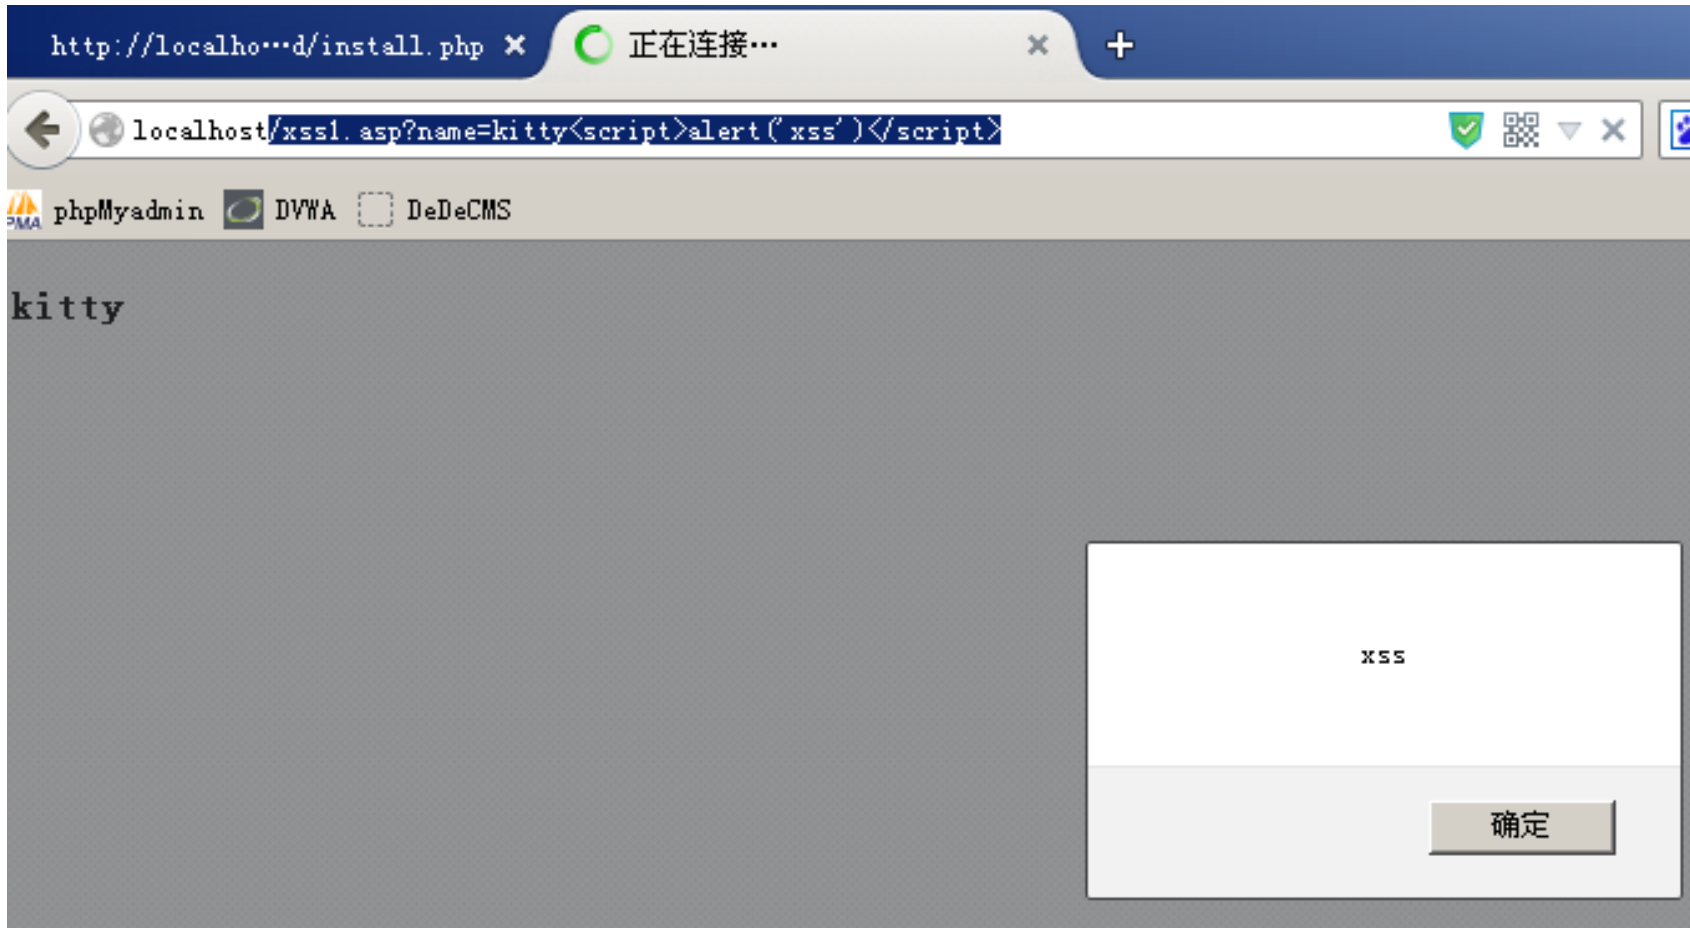 http://localho…d/install.php
正在连接…
localhost/xss1.asp?name=kitty<script>alert('xss')</script>
PMA phpMyadmin DVWA DeDeCMS
kitty
xss
确定